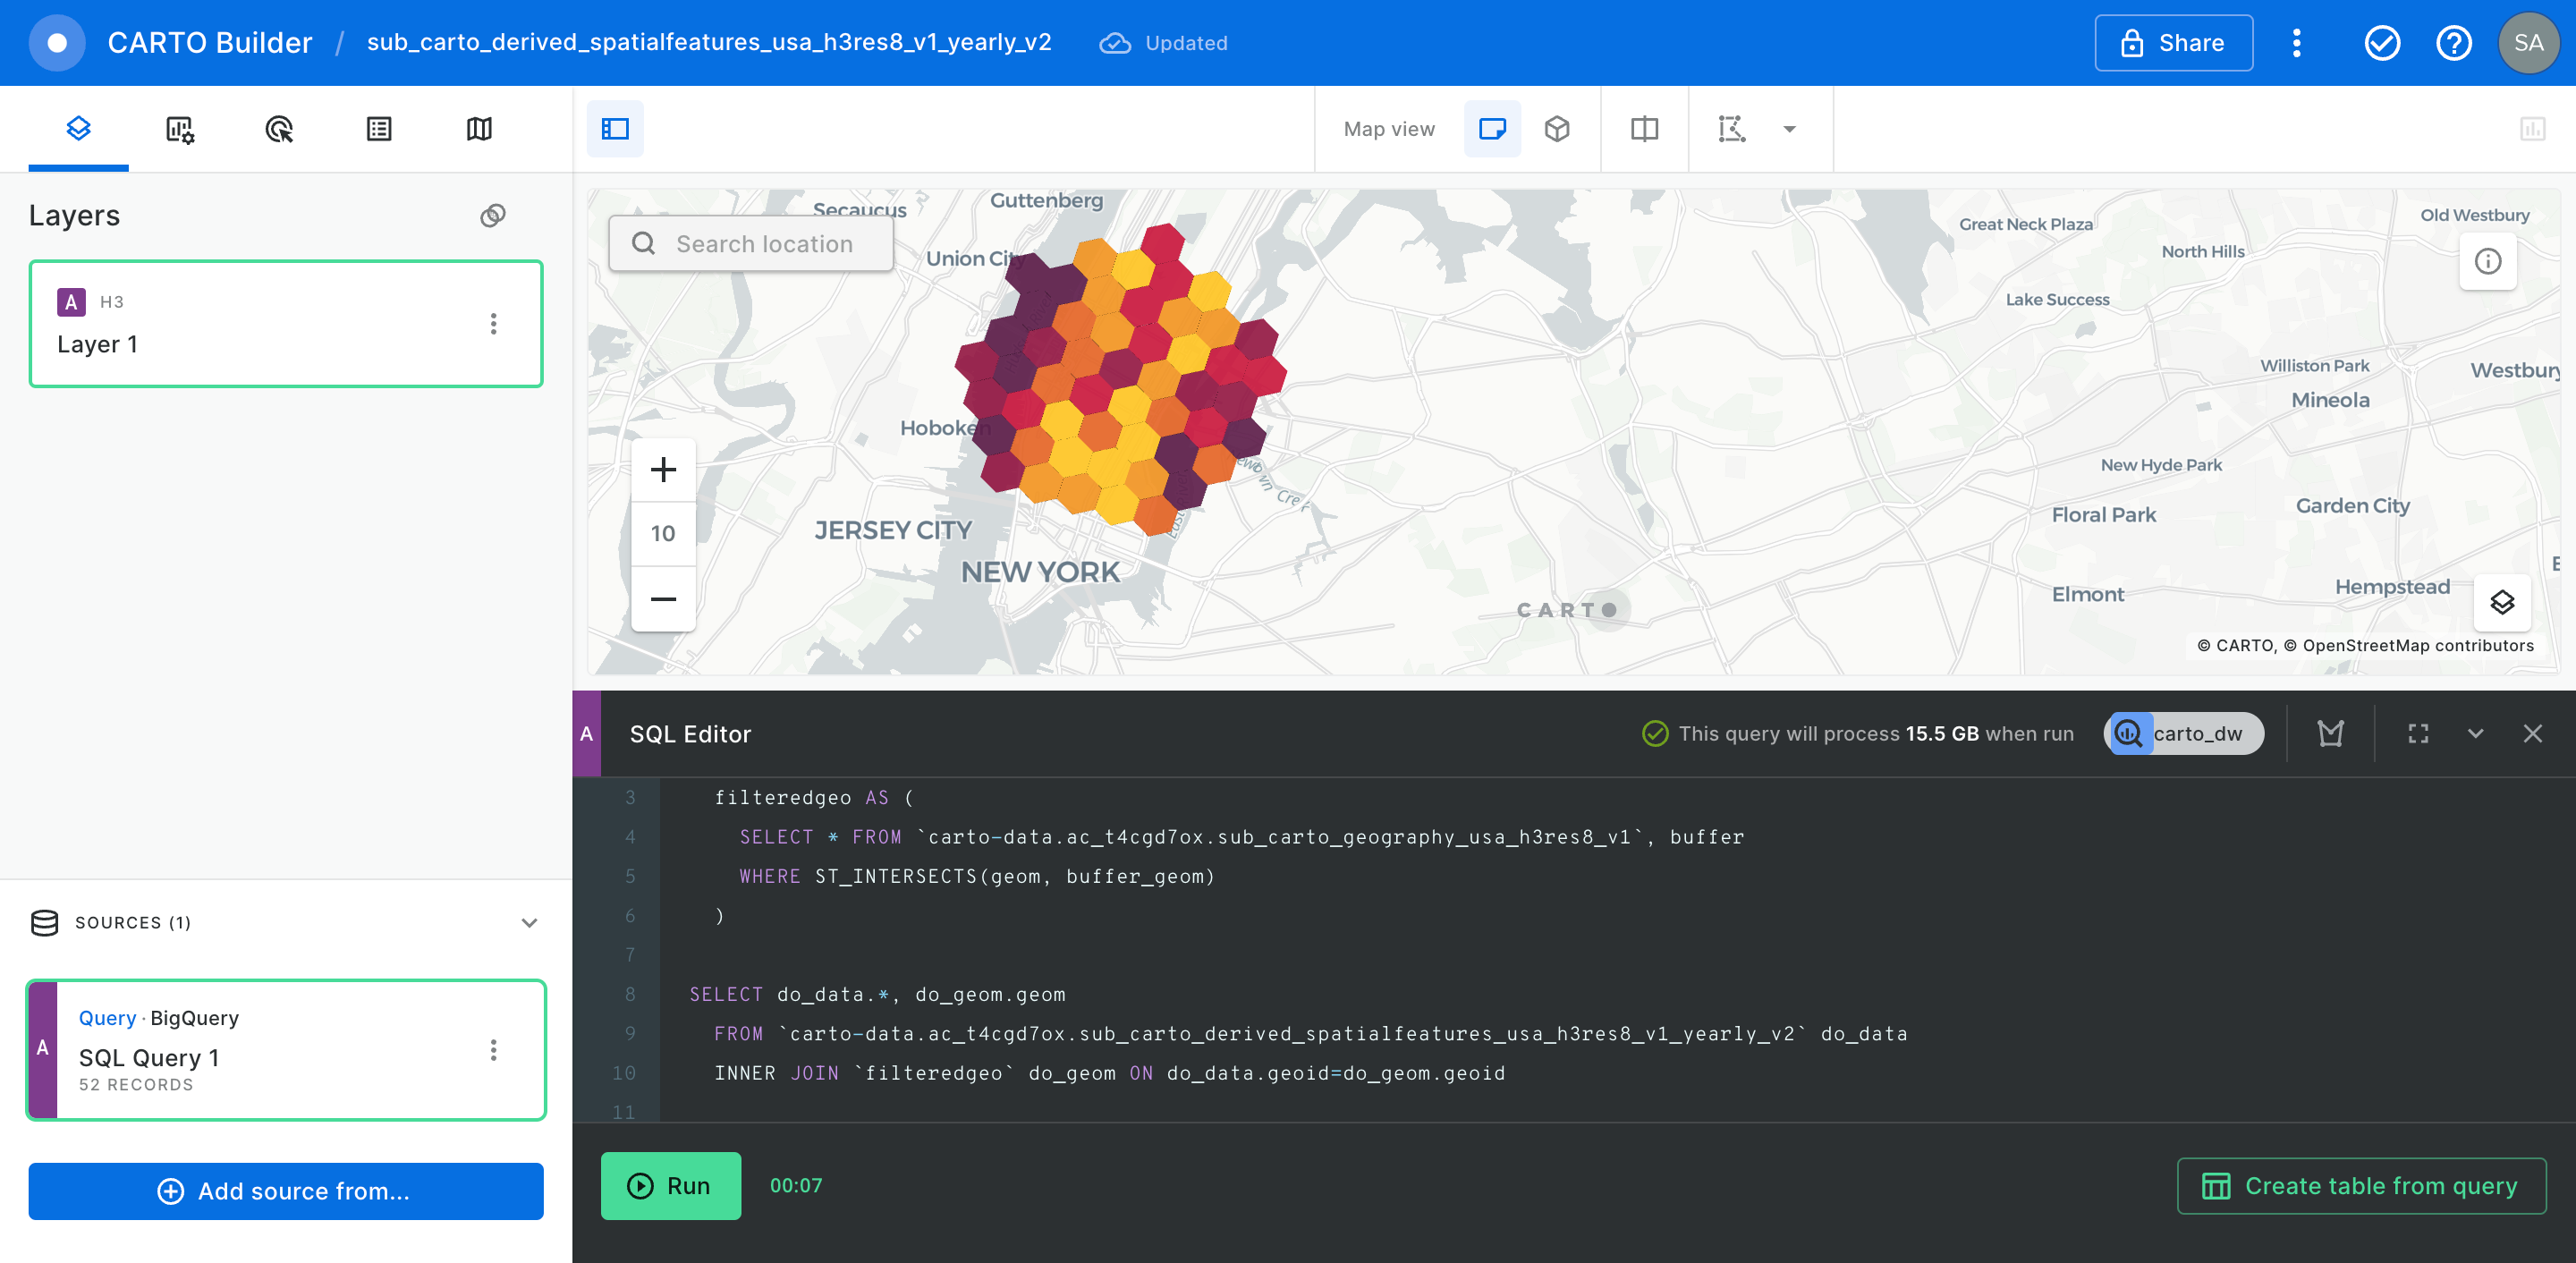 CARTO Builder / sub_carto_derived_spatialfeatures_usa_h3res8_v1_yearly_v2 Updated
Share
SA
Map view
Layers
A H3
Layer 1
SOURCES (1)
A
Query · BigQuery
SQL Query 1
52 RECORDS
Add source from...
Search location
Secaucus
Guttenberg
Union City
Hoboken
JERSEY CITY
NEW YORK
Creek
East
Great Neck Plaza
Old Westbury
North Hills
Lake Success
Williston Park
Westbury
Mineola
New Hyde Park
Garden City
Floral Park
Elmont
Hempstead
10
CARTO
© CARTO, © OpenStreetMap contributors
A
SQL Editor
This query will process 15.5 GB when run
carto_dw
3 filteredgeo AS (
4 SELECT * FROM `carto-data.ac_t4cgd7ox.sub_carto_geography_usa_h3res8_v1`, buffer
5 WHERE ST_INTERSECTS(geom, buffer_geom)
6 )
7
8 SELECT do_data.*, do_geom.geom
9 FROM `carto-data.ac_t4cgd7ox.sub_carto_derived_spatialfeatures_usa_h3res8_v1_yearly_v2` do_data
10 INNER JOIN `filteredgeo` do_geom ON do_data.geoid=do_geom.geoid
11
Run
00:07
Create table from query